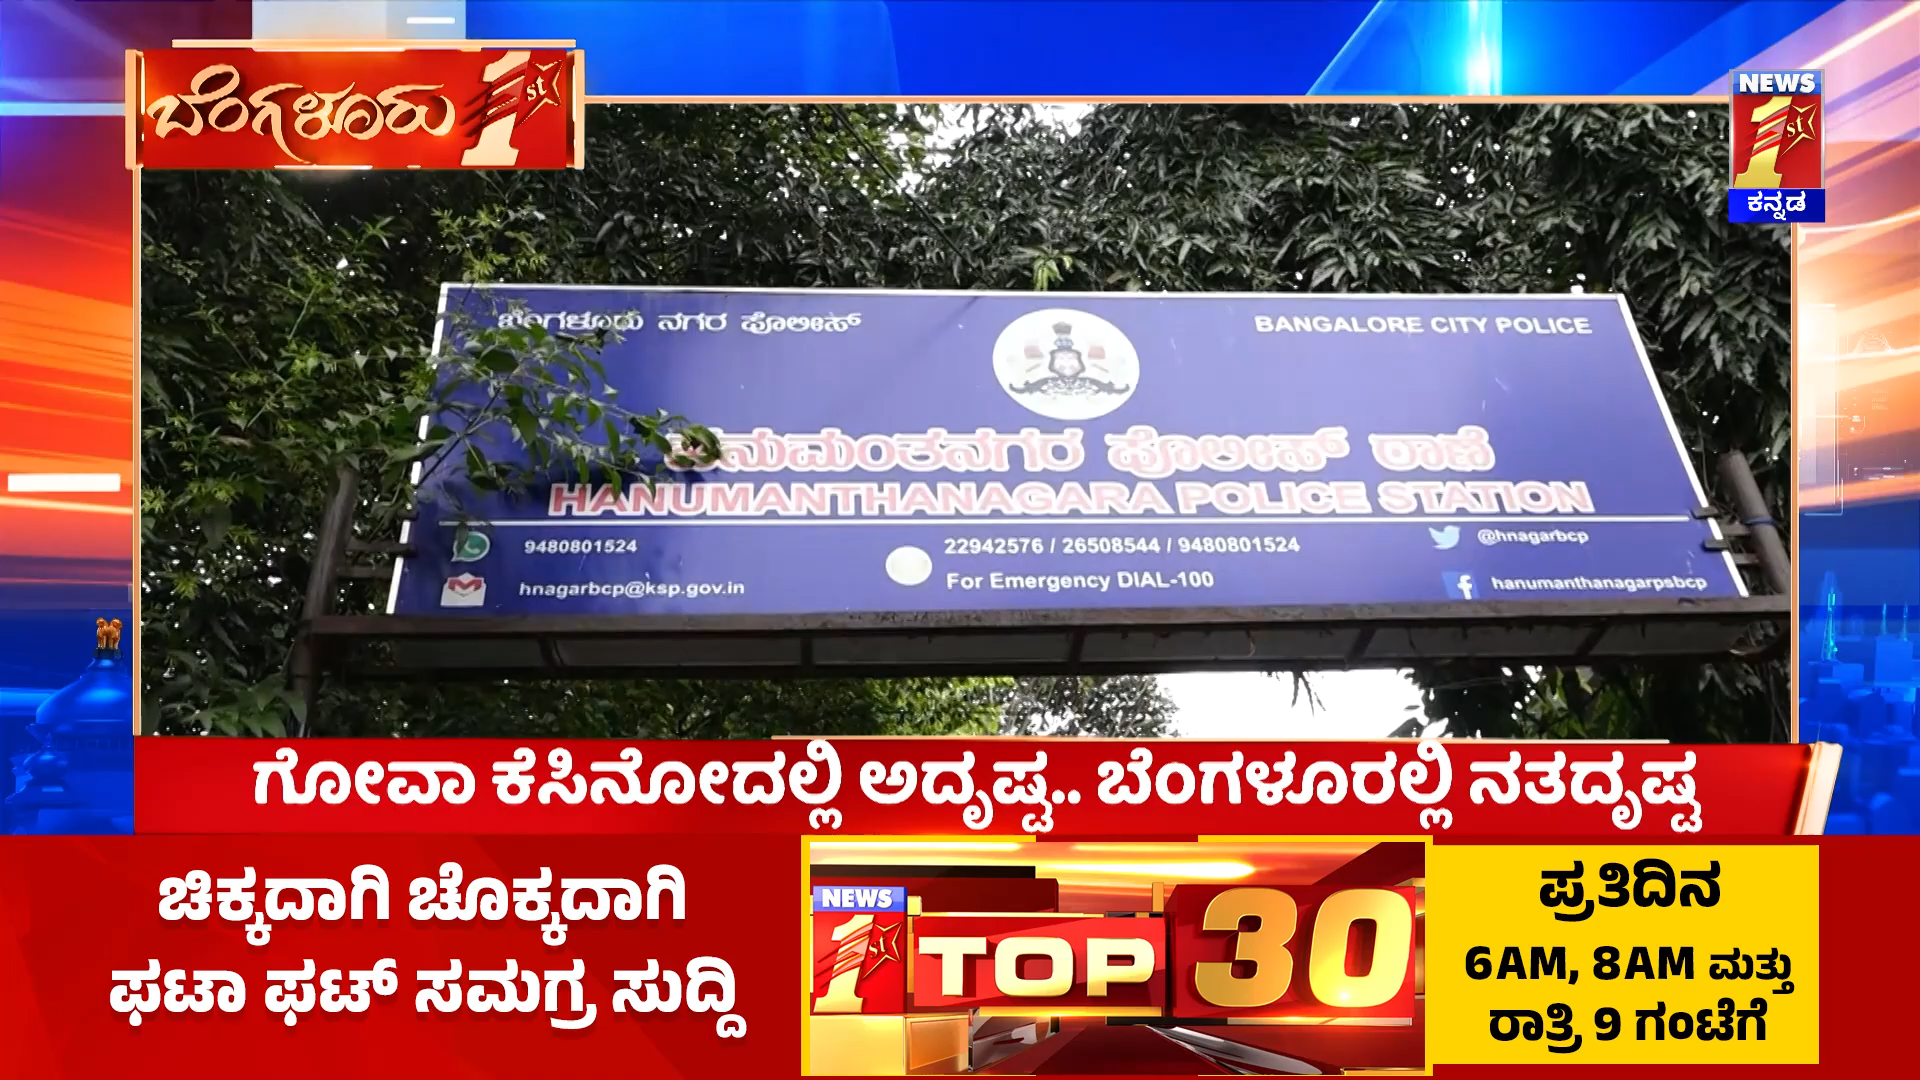 ಬೆಂಗಳೂರು 1st
NEWS
1st
ಕನ್ನಡ
ಬೆಂಗಳೂರು ನಗರ ಪೊಲೀಸ್
BANGALORE CITY POLICE
ಹನುಮಂತನಗರ ಪೊಲೀಸ್ ಠಾಣೆ
HANUMANTHANAGARA POLICE STATION
9480801524
22942576 / 26508544 / 9480801524
@hnagarbcp
hnagarbcp@ksp.gov.in
For Emergency DIAL-100
hanumanthanagarpsbcp
ಗೋವಾ ಕೆಸಿನೋದಲ್ಲಿ ಅದೃಷ್ಟ.. ಬೆಂಗಳೂರಲ್ಲಿ ನತದೃಷ್ಟ
ಚಿಕ್ಕದಾಗಿ ಚೊಕ್ಕದಾಗಿ
ಫಟಾ ಫಟ್ ಸಮಗ್ರ ಸುದ್ದಿ
NEWS
1st TOP 30
ಪ್ರತಿದಿನ
6AM, 8AM ಮತ್ತು
ರಾತ್ರಿ 9 ಗಂಟೆಗೆ